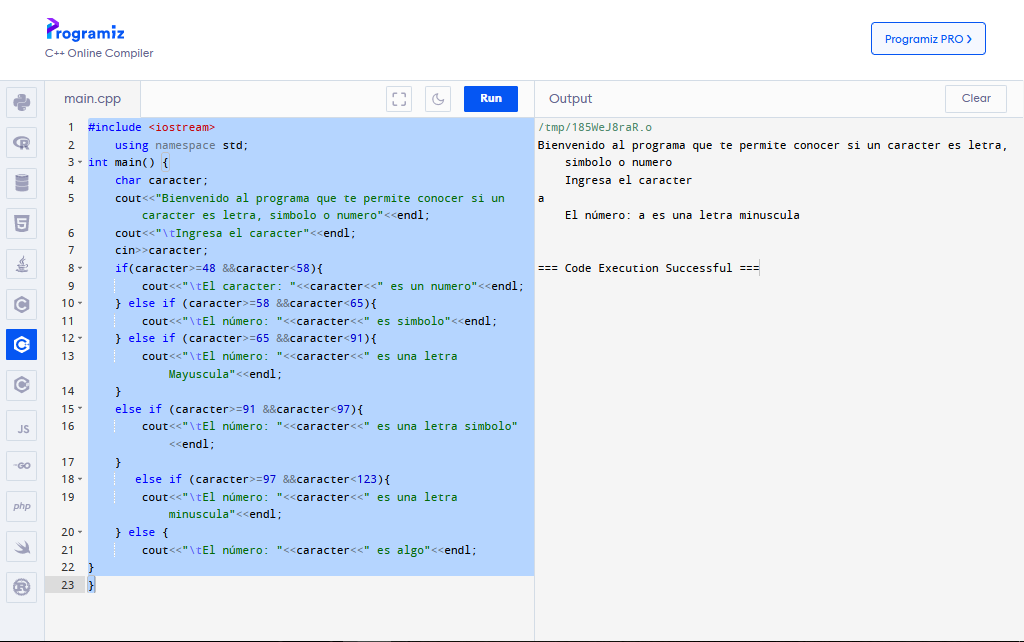 Programiz
C++ Online Compiler
Programiz PRO ❯
main.cpp
Run
Output
Clear
1 #include <iostream>
2 using namespace std;
3 int main() {
4 char caracter;
5 cout<<"Bienvenido al programa que te permite conocer si un
caracter es letra, simbolo o numero"<<endl;
6 cout<<"\tIngresa el caracter"<<endl;
7 cin>>caracter;
8 if(caracter>=48 &&caracter<58){
9 cout<<"\tEl caracter: "<<caracter<<" es un numero"<<endl;
10 } else if (caracter>=58 &&caracter<65){
11 cout<<"\tEl número: "<<caracter<<" es simbolo"<<endl;
12 } else if (caracter>=65 &&caracter<91){
13 cout<<"\tEl número: "<<caracter<<" es una letra
Mayuscula"<<endl;
14 }
15 else if (caracter>=91 &&caracter<97){
16 cout<<"\tEl número: "<<caracter<<" es una letra simbolo"
<<endl;
17 }
18 else if (caracter>=97 &&caracter<123){
19 cout<<"\tEl número: "<<caracter<<" es una letra
minuscula"<<endl;
20 } else {
21 cout<<"\tEl número: "<<caracter<<" es algo"<<endl;
22 }
23 }
/tmp/185WeJ8raR.o
Bienvenido al programa que te permite conocer si un caracter es letra,
simbolo o numero
Ingresa el caracter
a
El número: a es una letra minuscula
=== Code Execution Successful ===
R
5
C
C
C
JS
GO
php
R